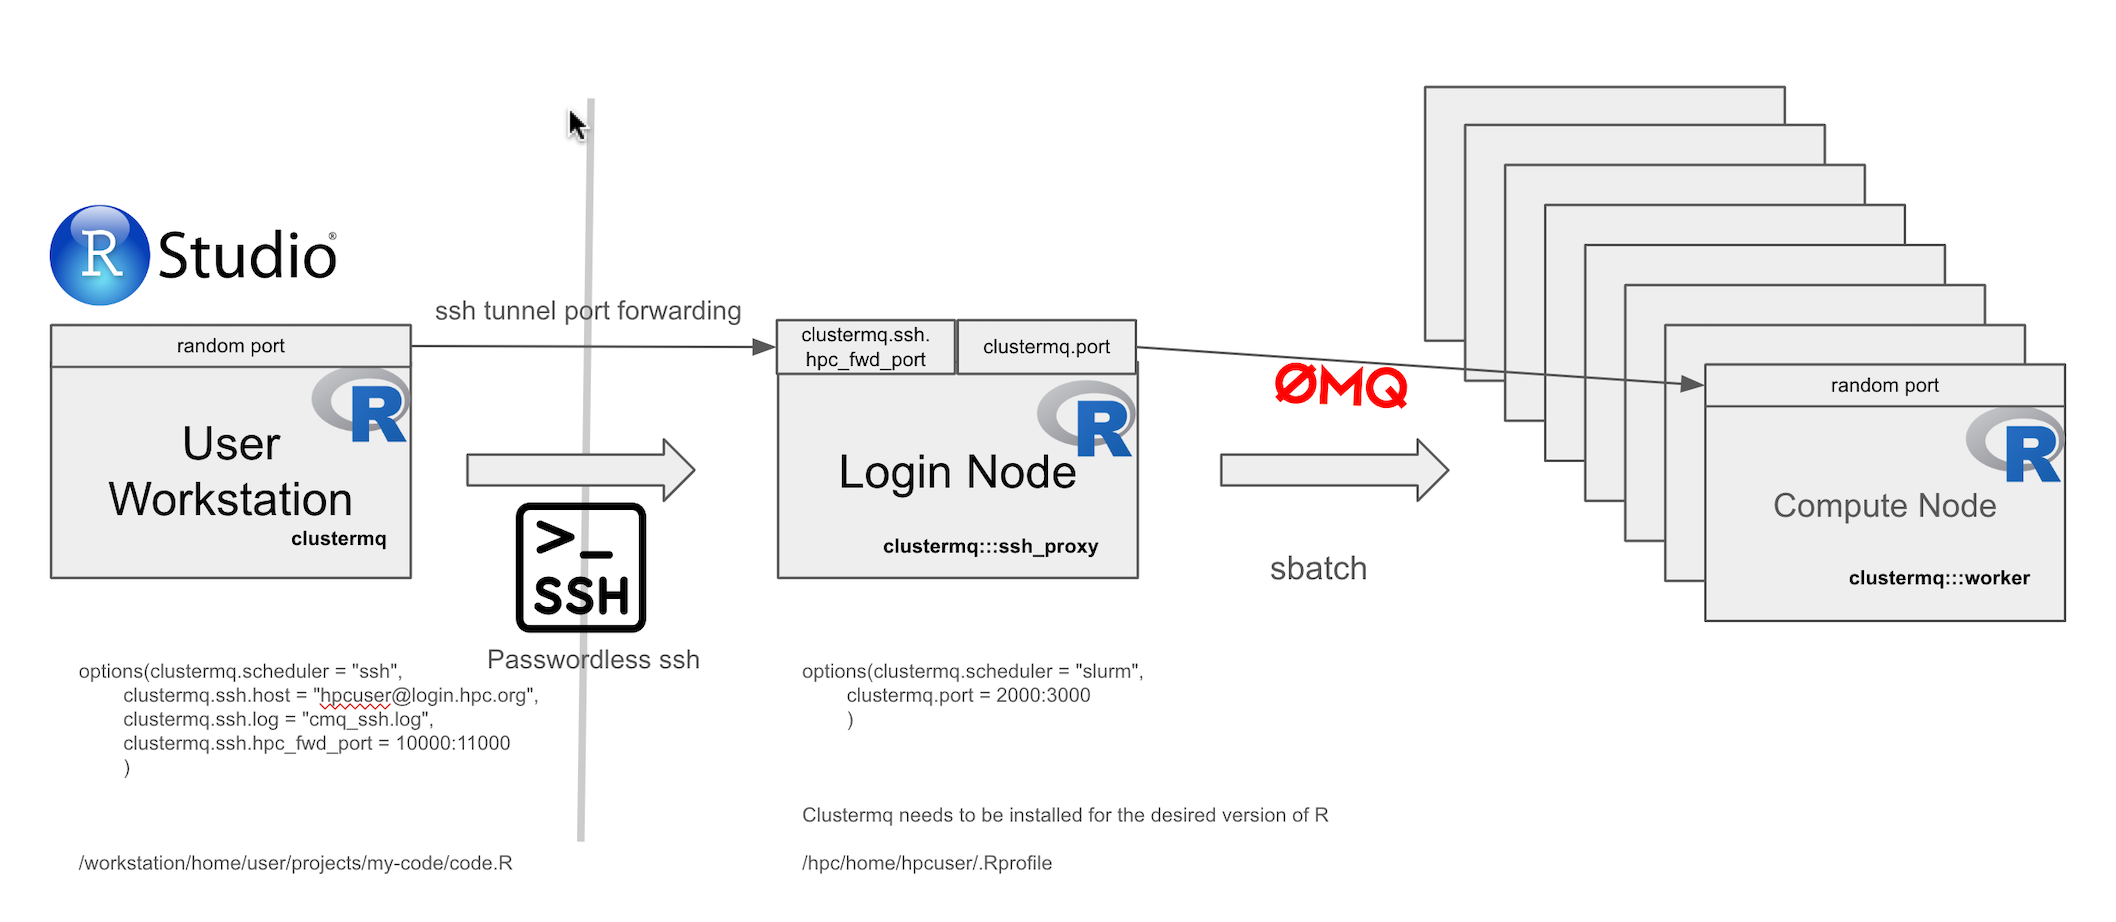 R Studio®
random port
R
User
Workstation
clustermq
options(clustermq.scheduler = "ssh",
clustermq.ssh.host = "hpcuser@login.hpc.org",
clustermq.ssh.log = "cmq_ssh.log",
clustermq.ssh.hpc_fwd_port = 10000:11000
)
/workstation/home/user/projects/my-code/code.R
ssh tunnel port forwarding
>_
SSH
Passwordless ssh
clustermq.ssh.
hpc_fwd_port
clustermq.port
R
Login Node
clustermq:::ssh_proxy
options(clustermq.scheduler = "slurm",
clustermq.port = 2000:3000
)
Clustermq needs to be installed for the desired version of R
/hpc/home/hpcuser/.Rprofile
ØMQ
sbatch
random port
R
Compute Node
clustermq:::worker